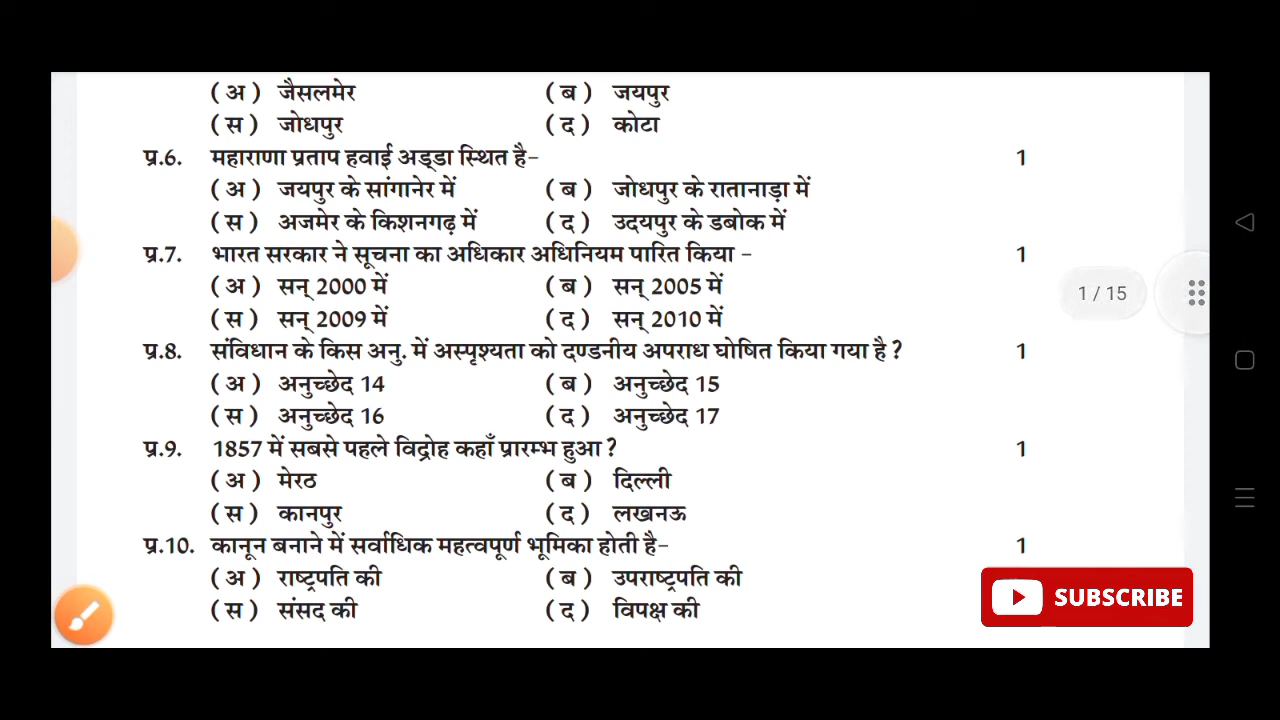 ( अ ) जैसलमेर ( ब ) जयपुर
( स ) जोधपुर ( द ) कोटा
प्र.6. महाराणा प्रताप हवाई अड्डा स्थित है- 1
( अ ) जयपुर के सांगानेर में ( ब ) जोधपुर के रातानाड़ा में
( स ) अजमेर के किशनगढ़ में ( द ) उदयपुर के डबोक में
प्र.7. भारत सरकार ने सूचना का अधिकार अधिनियम पारित किया - 1
( अ ) सन् 2000 में ( ब ) सन् 2005 में
1 / 15
( स ) सन् 2009 में ( द ) सन् 2010 में
प्र.8. संविधान के किस अनु. में अस्पृश्यता को दण्डनीय अपराध घोषित किया गया है ? 1
( अ ) अनुच्छेद 14 ( ब ) अनुच्छेद 15
( स ) अनुच्छेद 16 ( द ) अनुच्छेद 17
प्र.9. 1857 में सबसे पहले विद्रोह कहाँ प्रारम्भ हुआ ? 1
( अ ) मेरठ ( ब ) दिल्ली
( स ) कानपुर ( द ) लखनऊ
प्र.10. कानून बनाने में सर्वाधिक महत्वपूर्ण भूमिका होती है- 1
( अ ) राष्ट्रपति की ( ब ) उपराष्ट्रपति की
SUBSCRIBE
( स ) संसद की ( द ) विपक्ष की